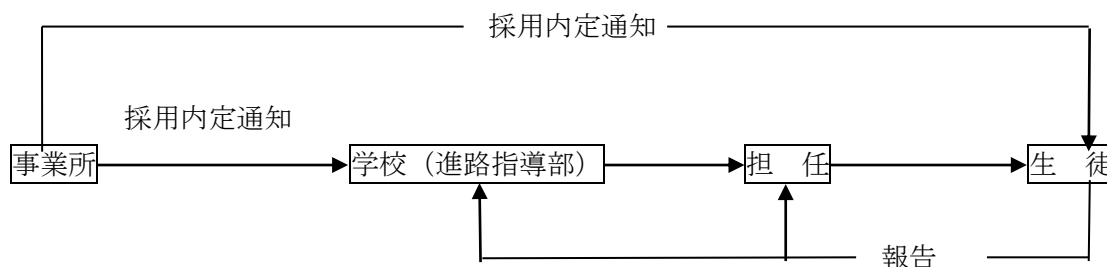 採用内定通知
採用内定通知
事業所
学校（進路指導部）
担　任
生　徒
報告